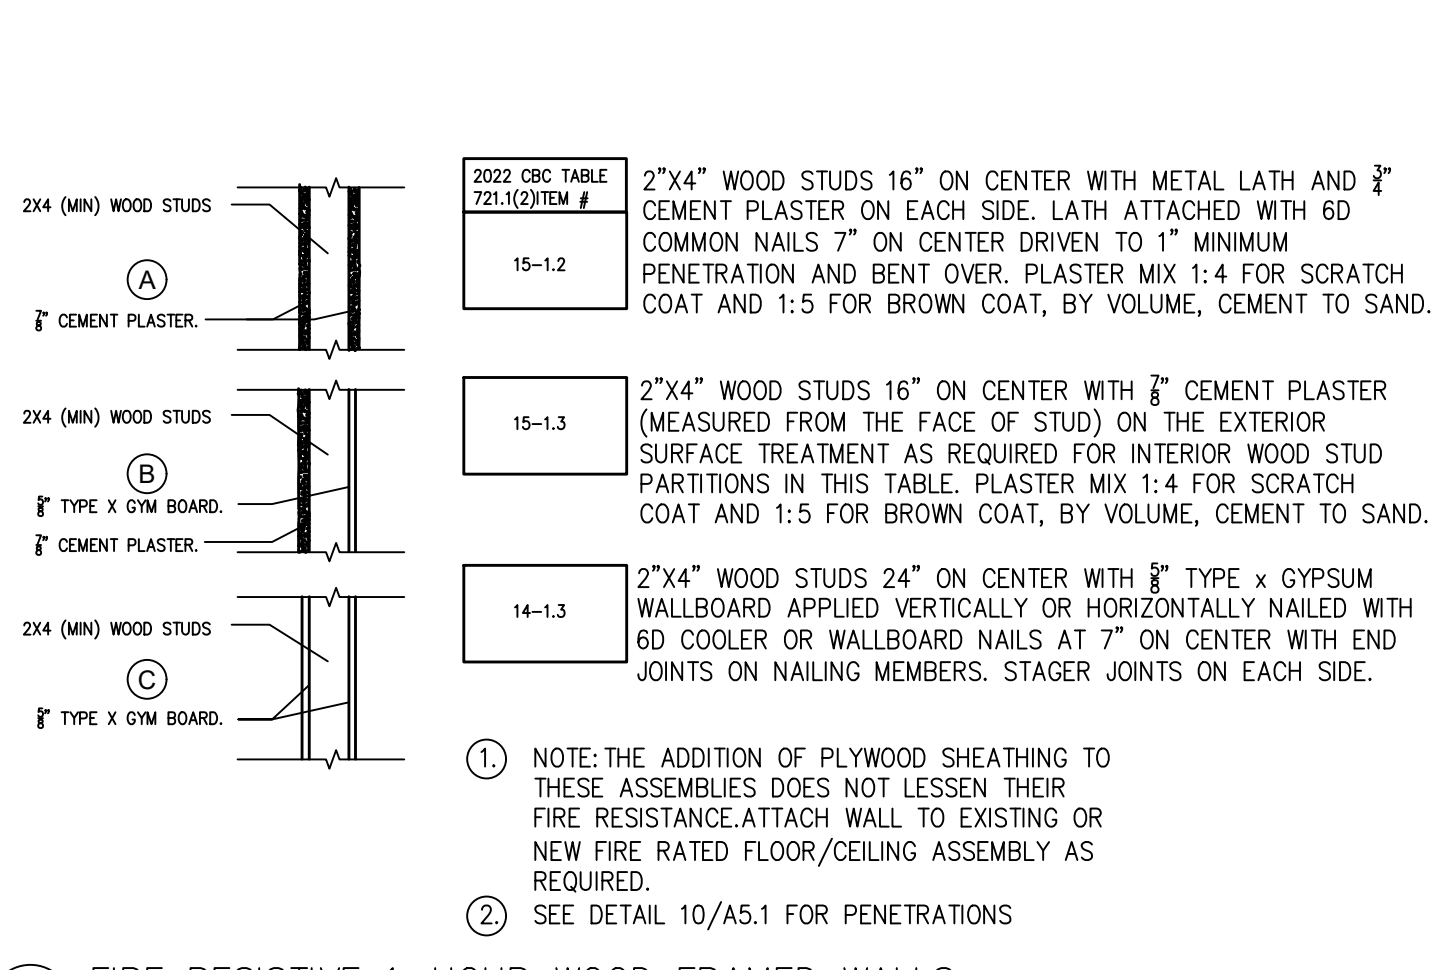 2X4 (MIN) WOOD STUDS
A
7/8" CEMENT PLASTER.
2022 CBC TABLE
721.1(2)ITEM #
15-1.2
2"X4" WOOD STUDS 16" ON CENTER WITH METAL LATH AND 3/4"
CEMENT PLASTER ON EACH SIDE. LATH ATTACHED WITH 6D
COMMON NAILS 7" ON CENTER DRIVEN TO 1" MINIMUM
PENETRATION AND BENT OVER. PLASTER MIX 1:4 FOR SCRATCH
COAT AND 1:5 FOR BROWN COAT, BY VOLUME, CEMENT TO SAND.
2X4 (MIN) WOOD STUDS
B
5/8" TYPE X GYM BOARD.
7/8" CEMENT PLASTER.
15-1.3
2"X4" WOOD STUDS 16" ON CENTER WITH 7/8" CEMENT PLASTER
(MEASURED FROM THE FACE OF STUD) ON THE EXTERIOR
SURFACE TREATMENT AS REQUIRED FOR INTERIOR WOOD STUD
PARTITIONS IN THIS TABLE. PLASTER MIX 1:4 FOR SCRATCH
COAT AND 1:5 FOR BROWN COAT, BY VOLUME, CEMENT TO SAND.
2X4 (MIN) WOOD STUDS
C
5/8" TYPE X GYM BOARD.
14-1.3
2"X4" WOOD STUDS 24" ON CENTER WITH 5/8" TYPE x GYPSUM
WALLBOARD APPLIED VERTICALLY OR HORIZONTALLY NAILED WITH
6D COOLER OR WALLBOARD NAILS AT 7" ON CENTER WITH END
JOINTS ON NAILING MEMBERS. STAGER JOINTS ON EACH SIDE.
1. NOTE: THE ADDITION OF PLYWOOD SHEATHING TO
THESE ASSEMBLIES DOES NOT LESSEN THEIR
FIRE RESISTANCE.ATTACH WALL TO EXISTING OR
NEW FIRE RATED FLOOR/CEILING ASSEMBLY AS
REQUIRED.
2. SEE DETAIL 10/A5.1 FOR PENETRATIONS
FIRE RESISTIVE 1 HOUR WOOD FRAMED WALLS